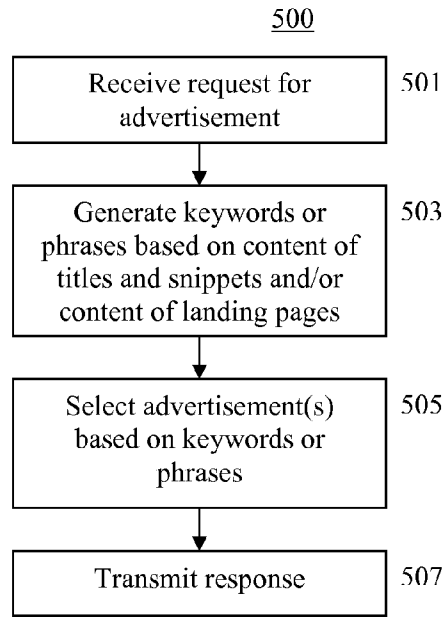 500
Receive request for
advertisement
501
Generate keywords or
phrases based on content of
titles and snippets and/or
content of landing pages
503
Select advertisement(s)
based on keywords or
phrases
505
Transmit response
507